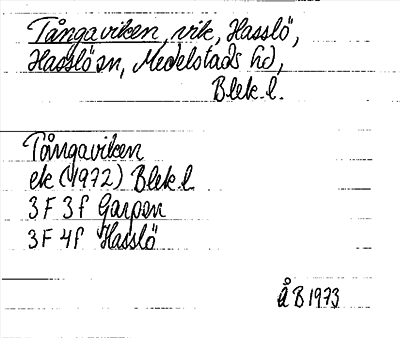 Tångaviken, vik, Hasslö,
Hasslö sn, Medelstads hd,
Blek. l.
Tångaviken
ek (1972) Blek l
3 F 3 f Garpen
3 F 4 f Hasslö
ÅB 1973